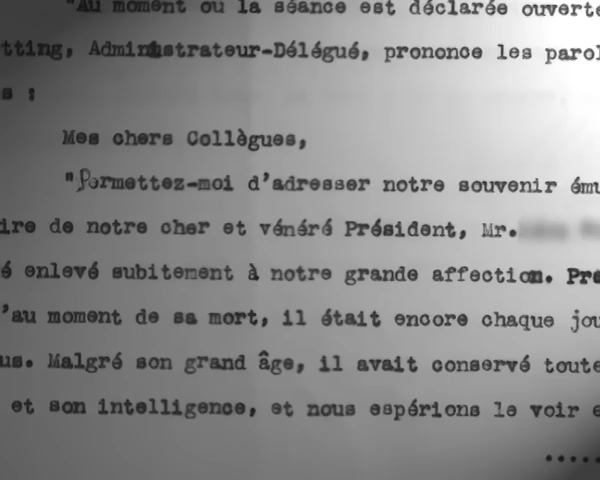 "Au moment où la séance est déclarée ouverte
tting, Administrateur-Délégué, prononce les parol
s :
Mes chers Collègues,
"Permettez-moi d'adresser notre souvenir ému
ire de notre cher et vénéré Président, Mr.
é enlevé subitement à notre grande affection. Pre
'au moment de sa mort, il était encore chaque jou
us. Malgré son grand âge, il avait conservé toute
et son intelligence, et nous espérions le voir e
.....